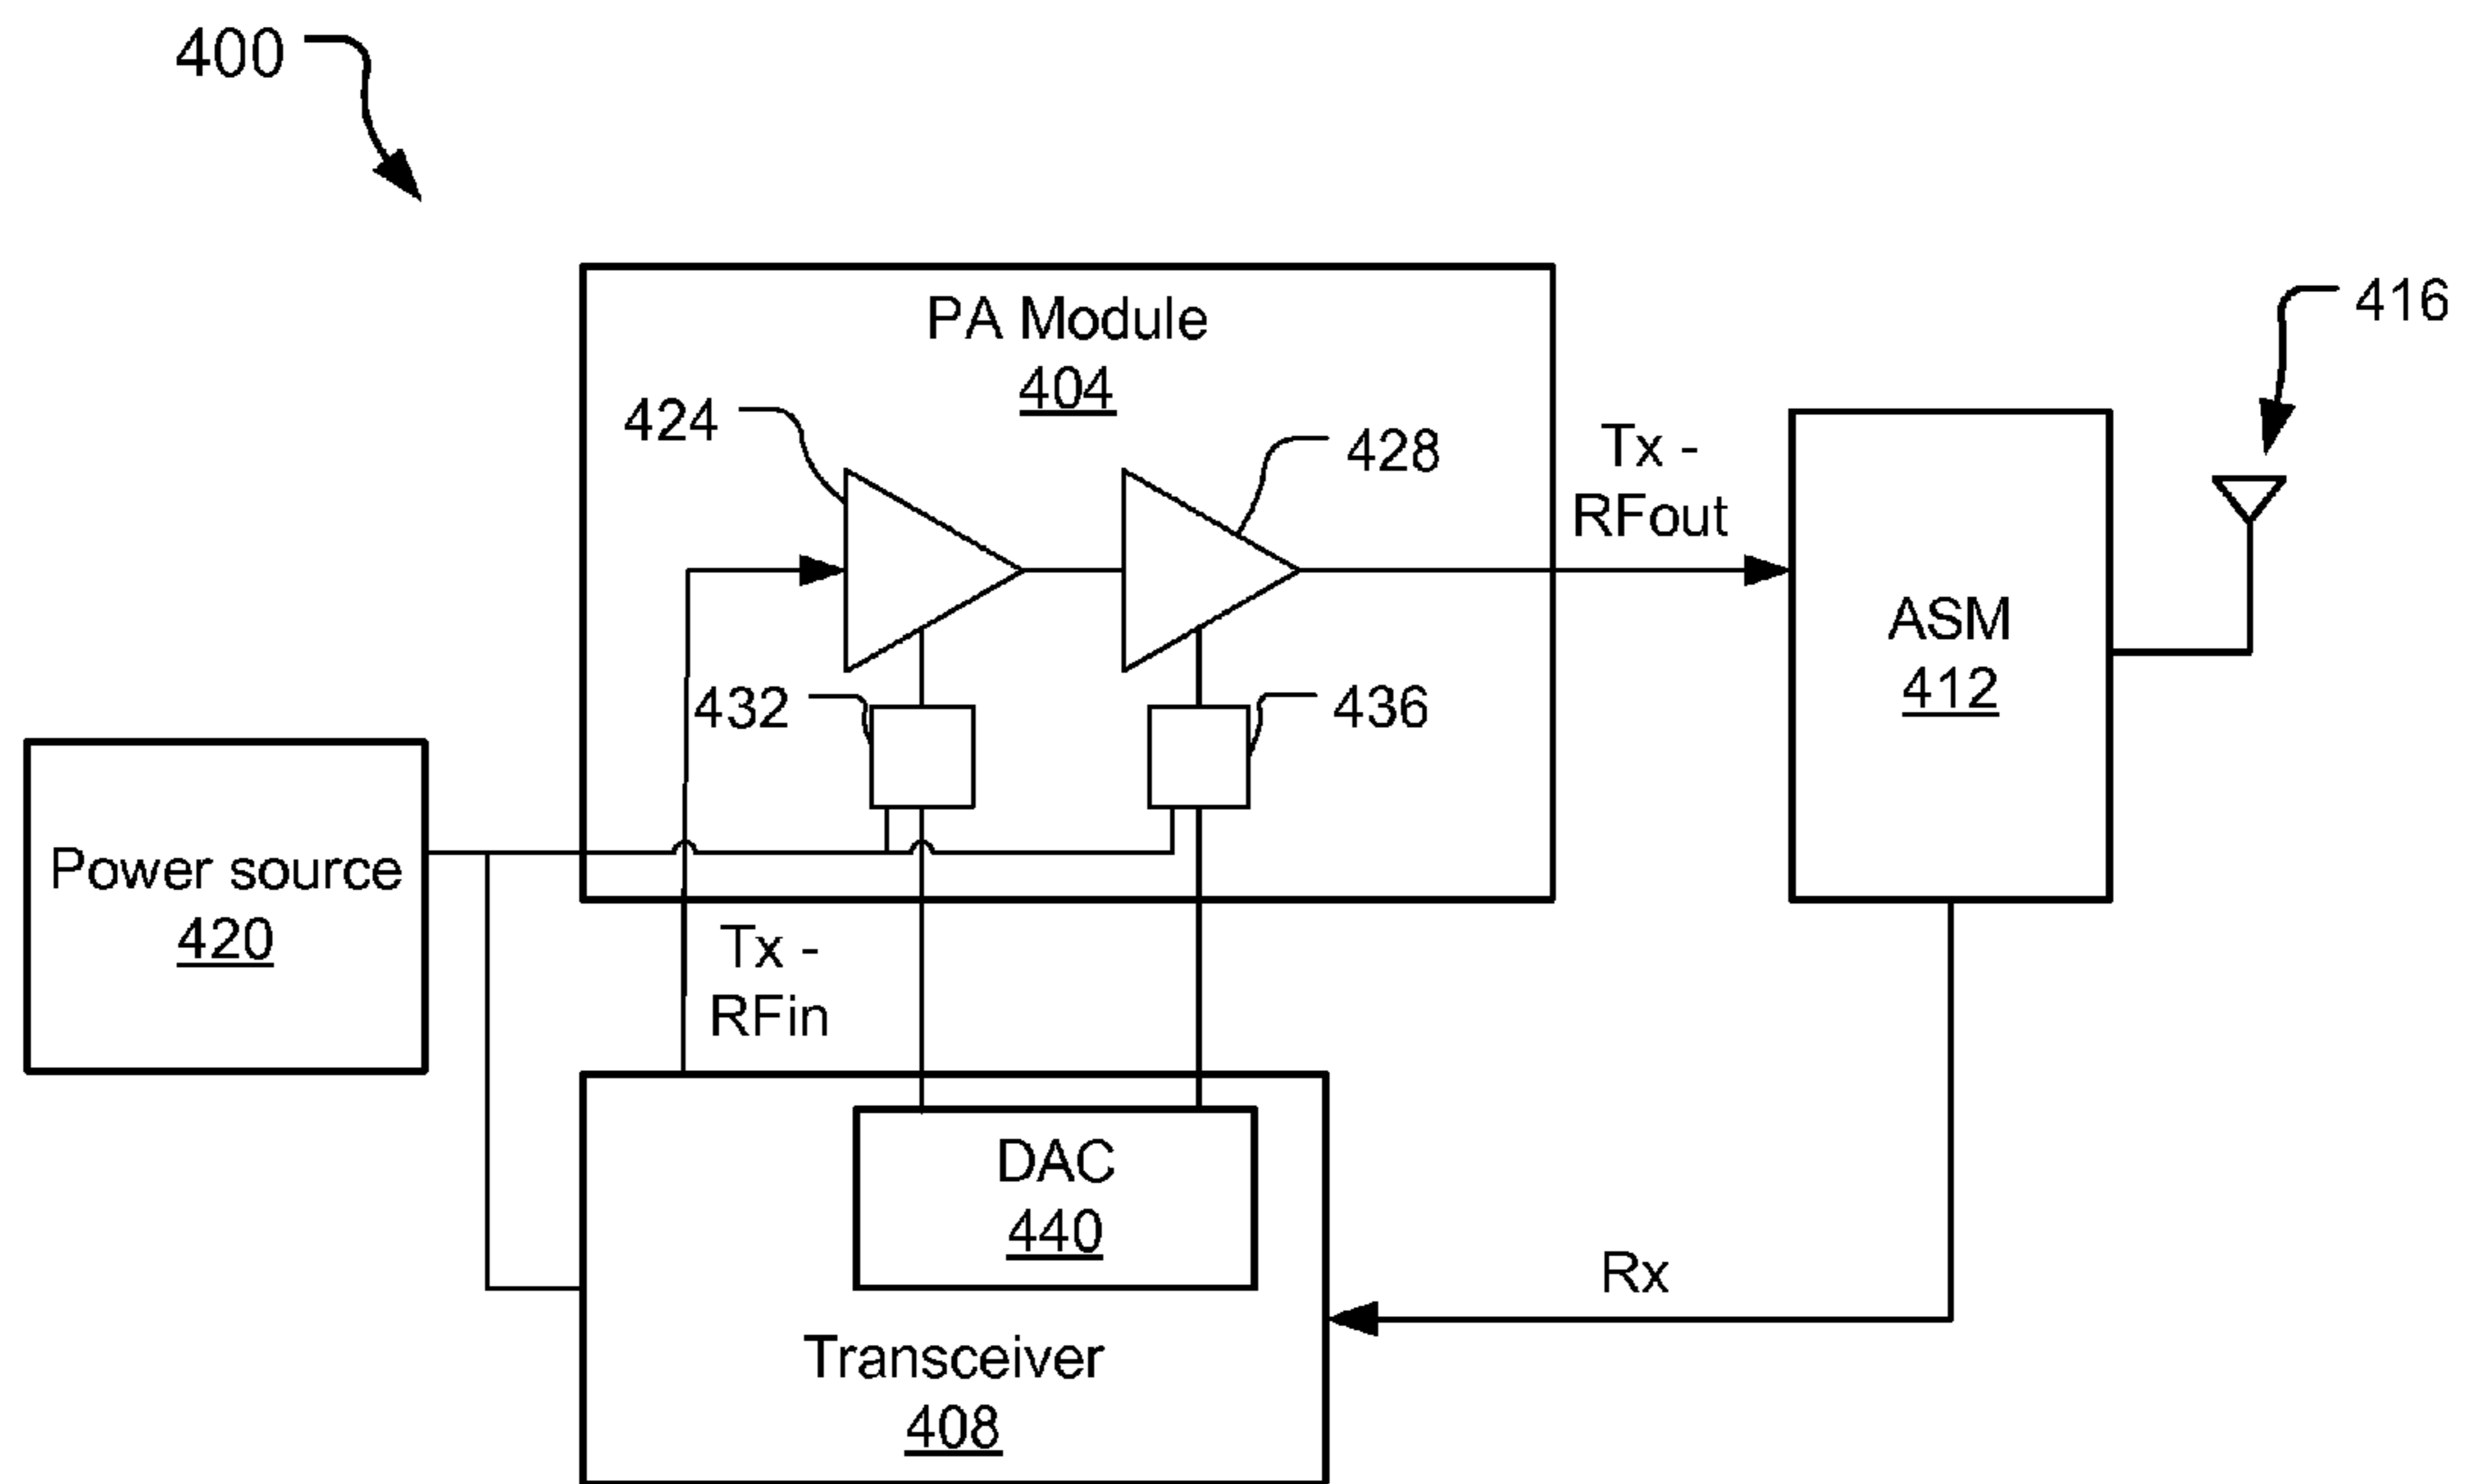 400
PA Module
404
416
424
428
Tx -
RFout
ASM
412
432
436
Power source
420
Tx -
RFin
DAC
440
Rx
Transceiver
408